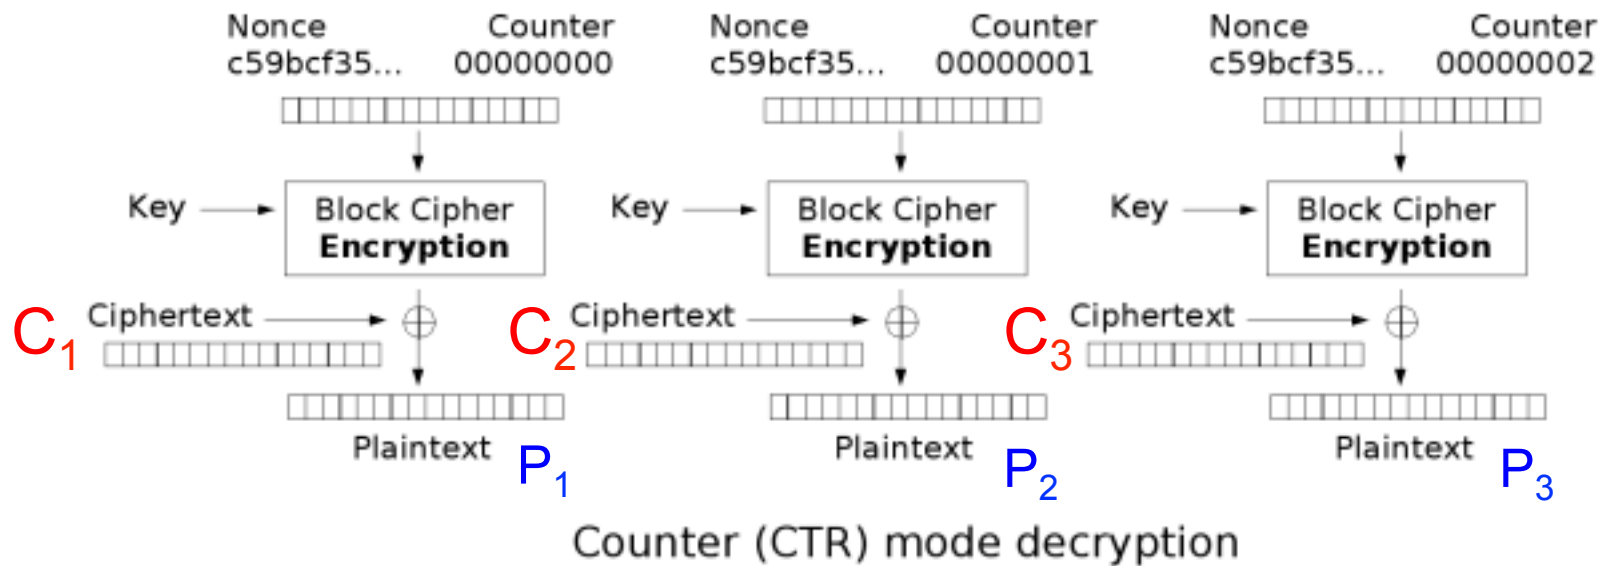 Nonce Counter Nonce Counter Nonce Counter
c59bcf35... 00000000 c59bcf35... 00000001 c59bcf35... 00000002
Key Block Cipher Encryption Key Block Cipher Encryption Key Block Cipher Encryption
C1 Ciphertext C2 Ciphertext C3 Ciphertext
Plaintext P1 Plaintext P2 Plaintext P3
Counter (CTR) mode decryption